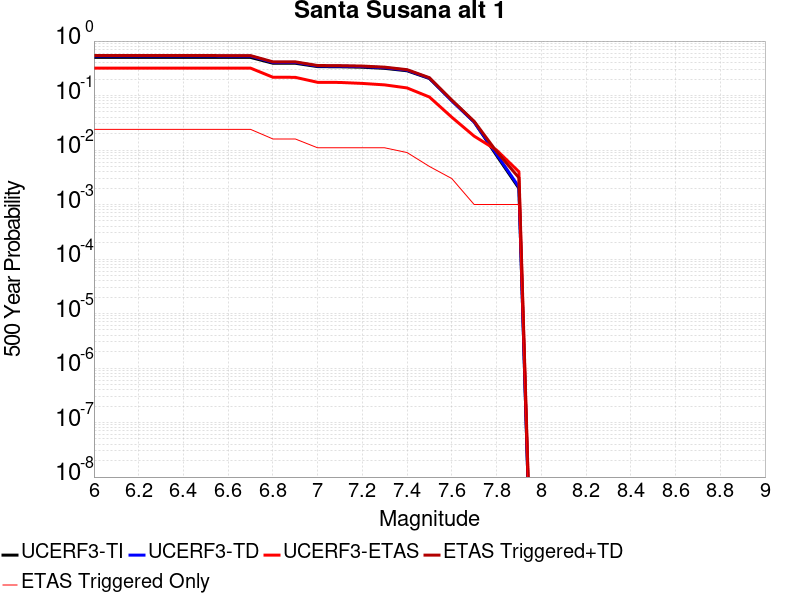 Santa Susana alt 1
10^0
10^-1
10^-2
10^-3
10^-4
10^-5
10^-6
10^-7
10^-8
500 Year Probability
6 6.2 6.4 6.6 6.8 7 7.2 7.4 7.6 7.8 8 8.2 8.4 8.6 8.8 9
Magnitude
UCERF3-TI UCERF3-TD UCERF3-ETAS ETAS Triggered+TD
ETAS Triggered Only